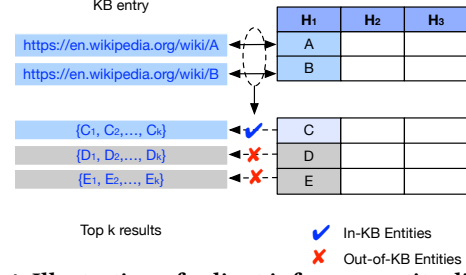 KB entry
H1 H2 H3
https://en.wikipedia.org/wiki/A A
https://en.wikipedia.org/wiki/B B
{C1, C2,..., Ck} C
{D1, D2,..., Dk} D
{E1, E2,..., Ek} E
Top k results
✔ In-KB Entities
✘ Out-of-KB Entities